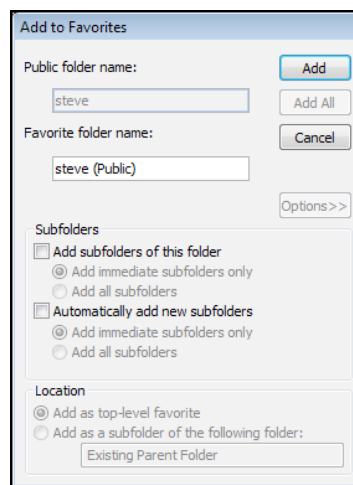 Add to Favorites
Public folder name:
Add
steve
Add All
Favorite folder name:
Cancel
steve (Public)
Options>>
Subfolders
Add subfolders of this folder
Add immediate subfolders only
Add all subfolders
Automatically add new subfolders
Add immediate subfolders only
Add all subfolders
Location
Add as top-level favorite
Add as a subfolder of the following folder:
Existing Parent Folder